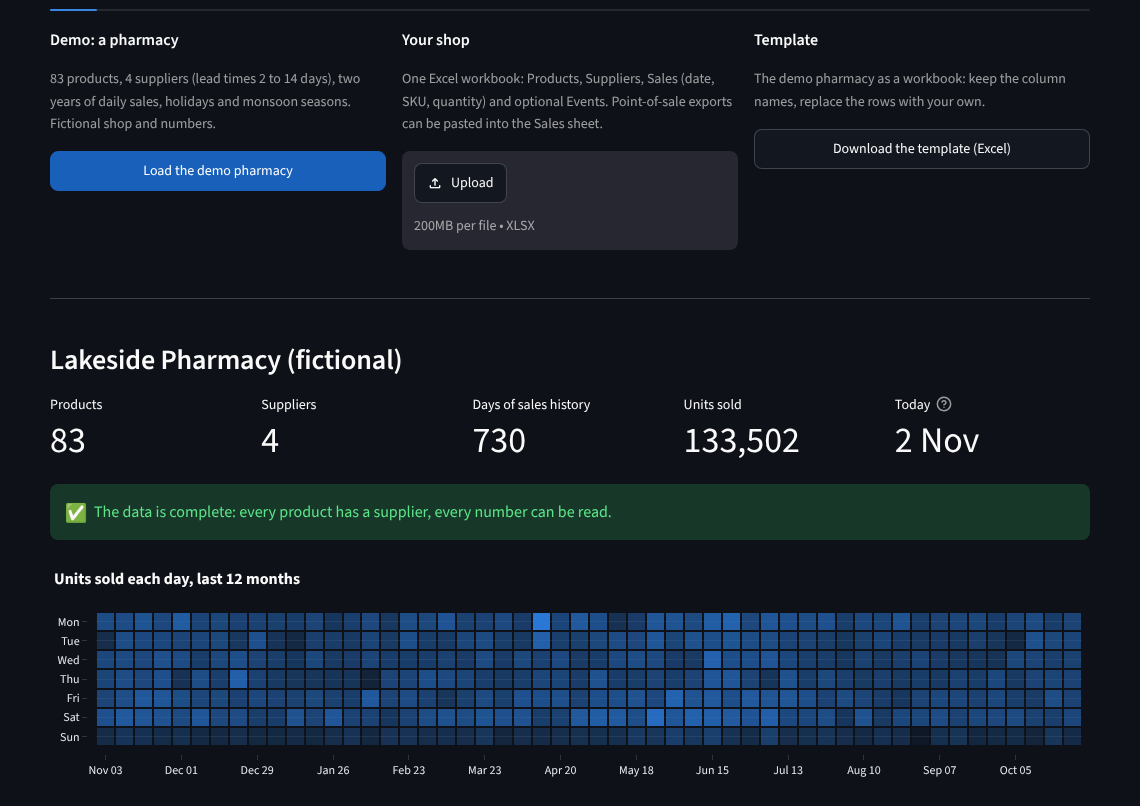 Demo: a pharmacy
83 products, 4 suppliers (lead times 2 to 14 days), two
years of daily sales, holidays and monsoon seasons.
Fictional shop and numbers.
Load the demo pharmacy
Your shop
One Excel workbook: Products, Suppliers, Sales (date,
SKU, quantity) and optional Events. Point-of-sale exports
can be pasted into the Sales sheet.
Upload
200MB per file • XLSX
Template
The demo pharmacy as a workbook: keep the column
names, replace the rows with your own.
Download the template (Excel)
Lakeside Pharmacy (fictional)
Products
83
Suppliers
4
Days of sales history
730
Units sold
133,502
Today
2 Nov
The data is complete: every product has a supplier, every number can be read.
Units sold each day, last 12 months
Mon
Tue
Wed
Thu
Fri
Sat
Sun
Nov 03 Dec 01 Dec 29 Jan 26 Feb 23 Mar 23 Apr 20 May 18 Jun 15 Jul 13 Aug 10 Sep 07 Oct 05